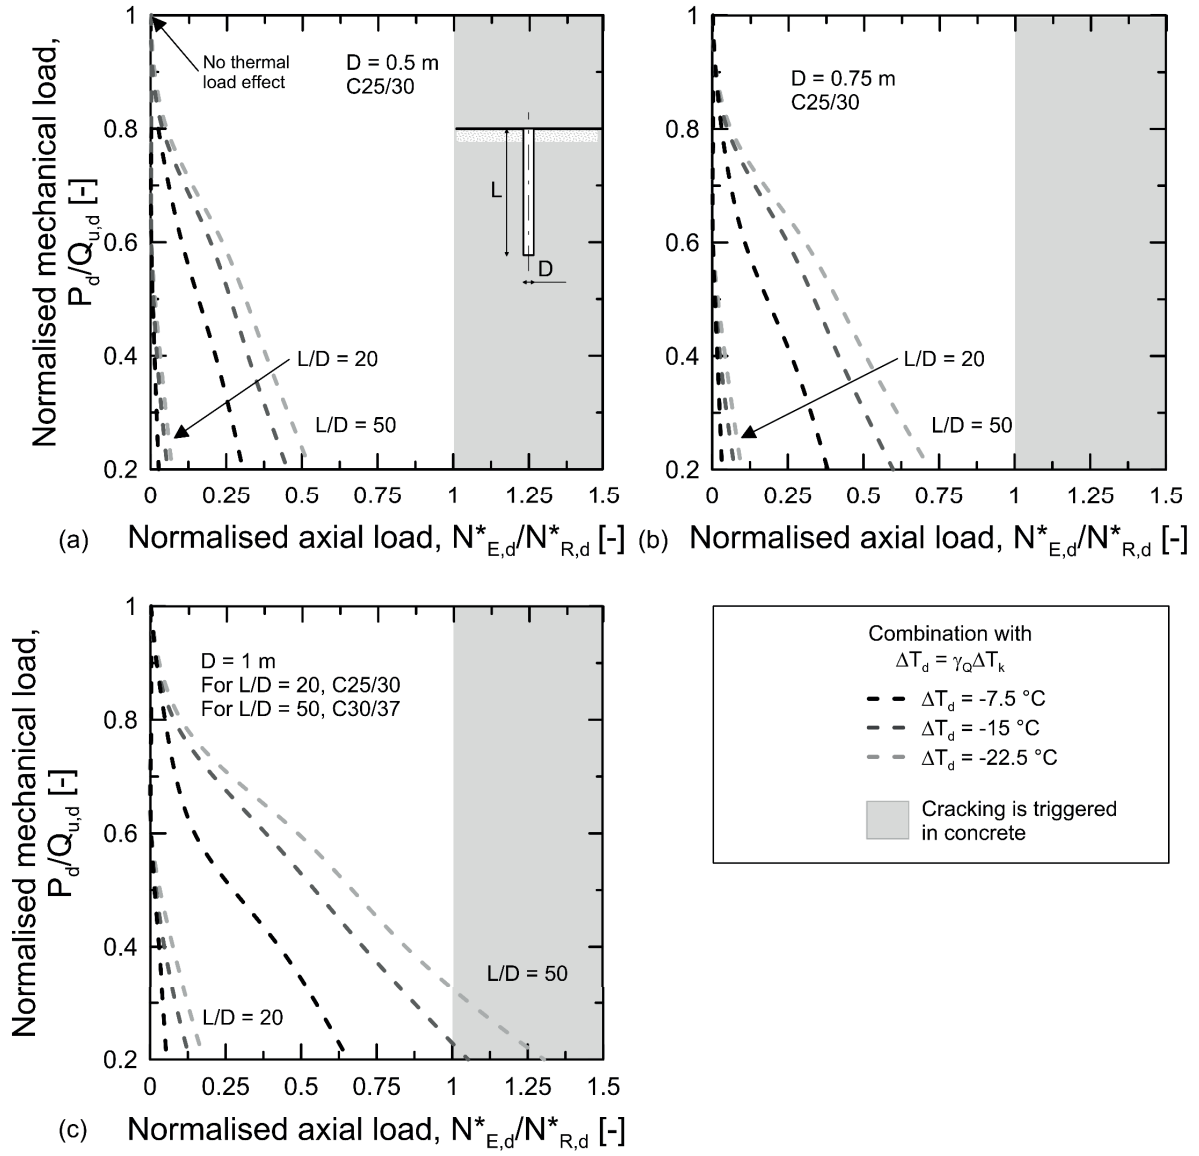 Normalised mechanical load,
P_d/Q_u,d [-]
1
0.8
0.6
0.4
0.2
No thermal
load effect
D = 0.5 m
C25/30
L
D
L/D = 20
L/D = 50
0 0.25 0.5 0.75 1 1.25 1.5
(a) Normalised axial load, N*_E,d/N*_R,d [-]
1
0.8
0.6
0.4
0.2
D = 0.75 m
C25/30
L/D = 20
L/D = 50
0 0.25 0.5 0.75 1 1.25 1.5
(b) Normalised axial load, N*_E,d/N*_R,d [-]
Normalised mechanical load,
P_d/Q_u,d [-]
1
0.8
0.6
0.4
0.2
D = 1 m
For L/D = 20, C25/30
For L/D = 50, C30/37
L/D = 50
L/D = 20
0 0.25 0.5 0.75 1 1.25 1.5
(c) Normalised axial load, N*_E,d/N*_R,d [-]
Combination with
ΔT_d = γ_QΔT_k
ΔT_d = -7.5 °C
ΔT_d = -15 °C
ΔT_d = -22.5 °C
Cracking is triggered
in concrete